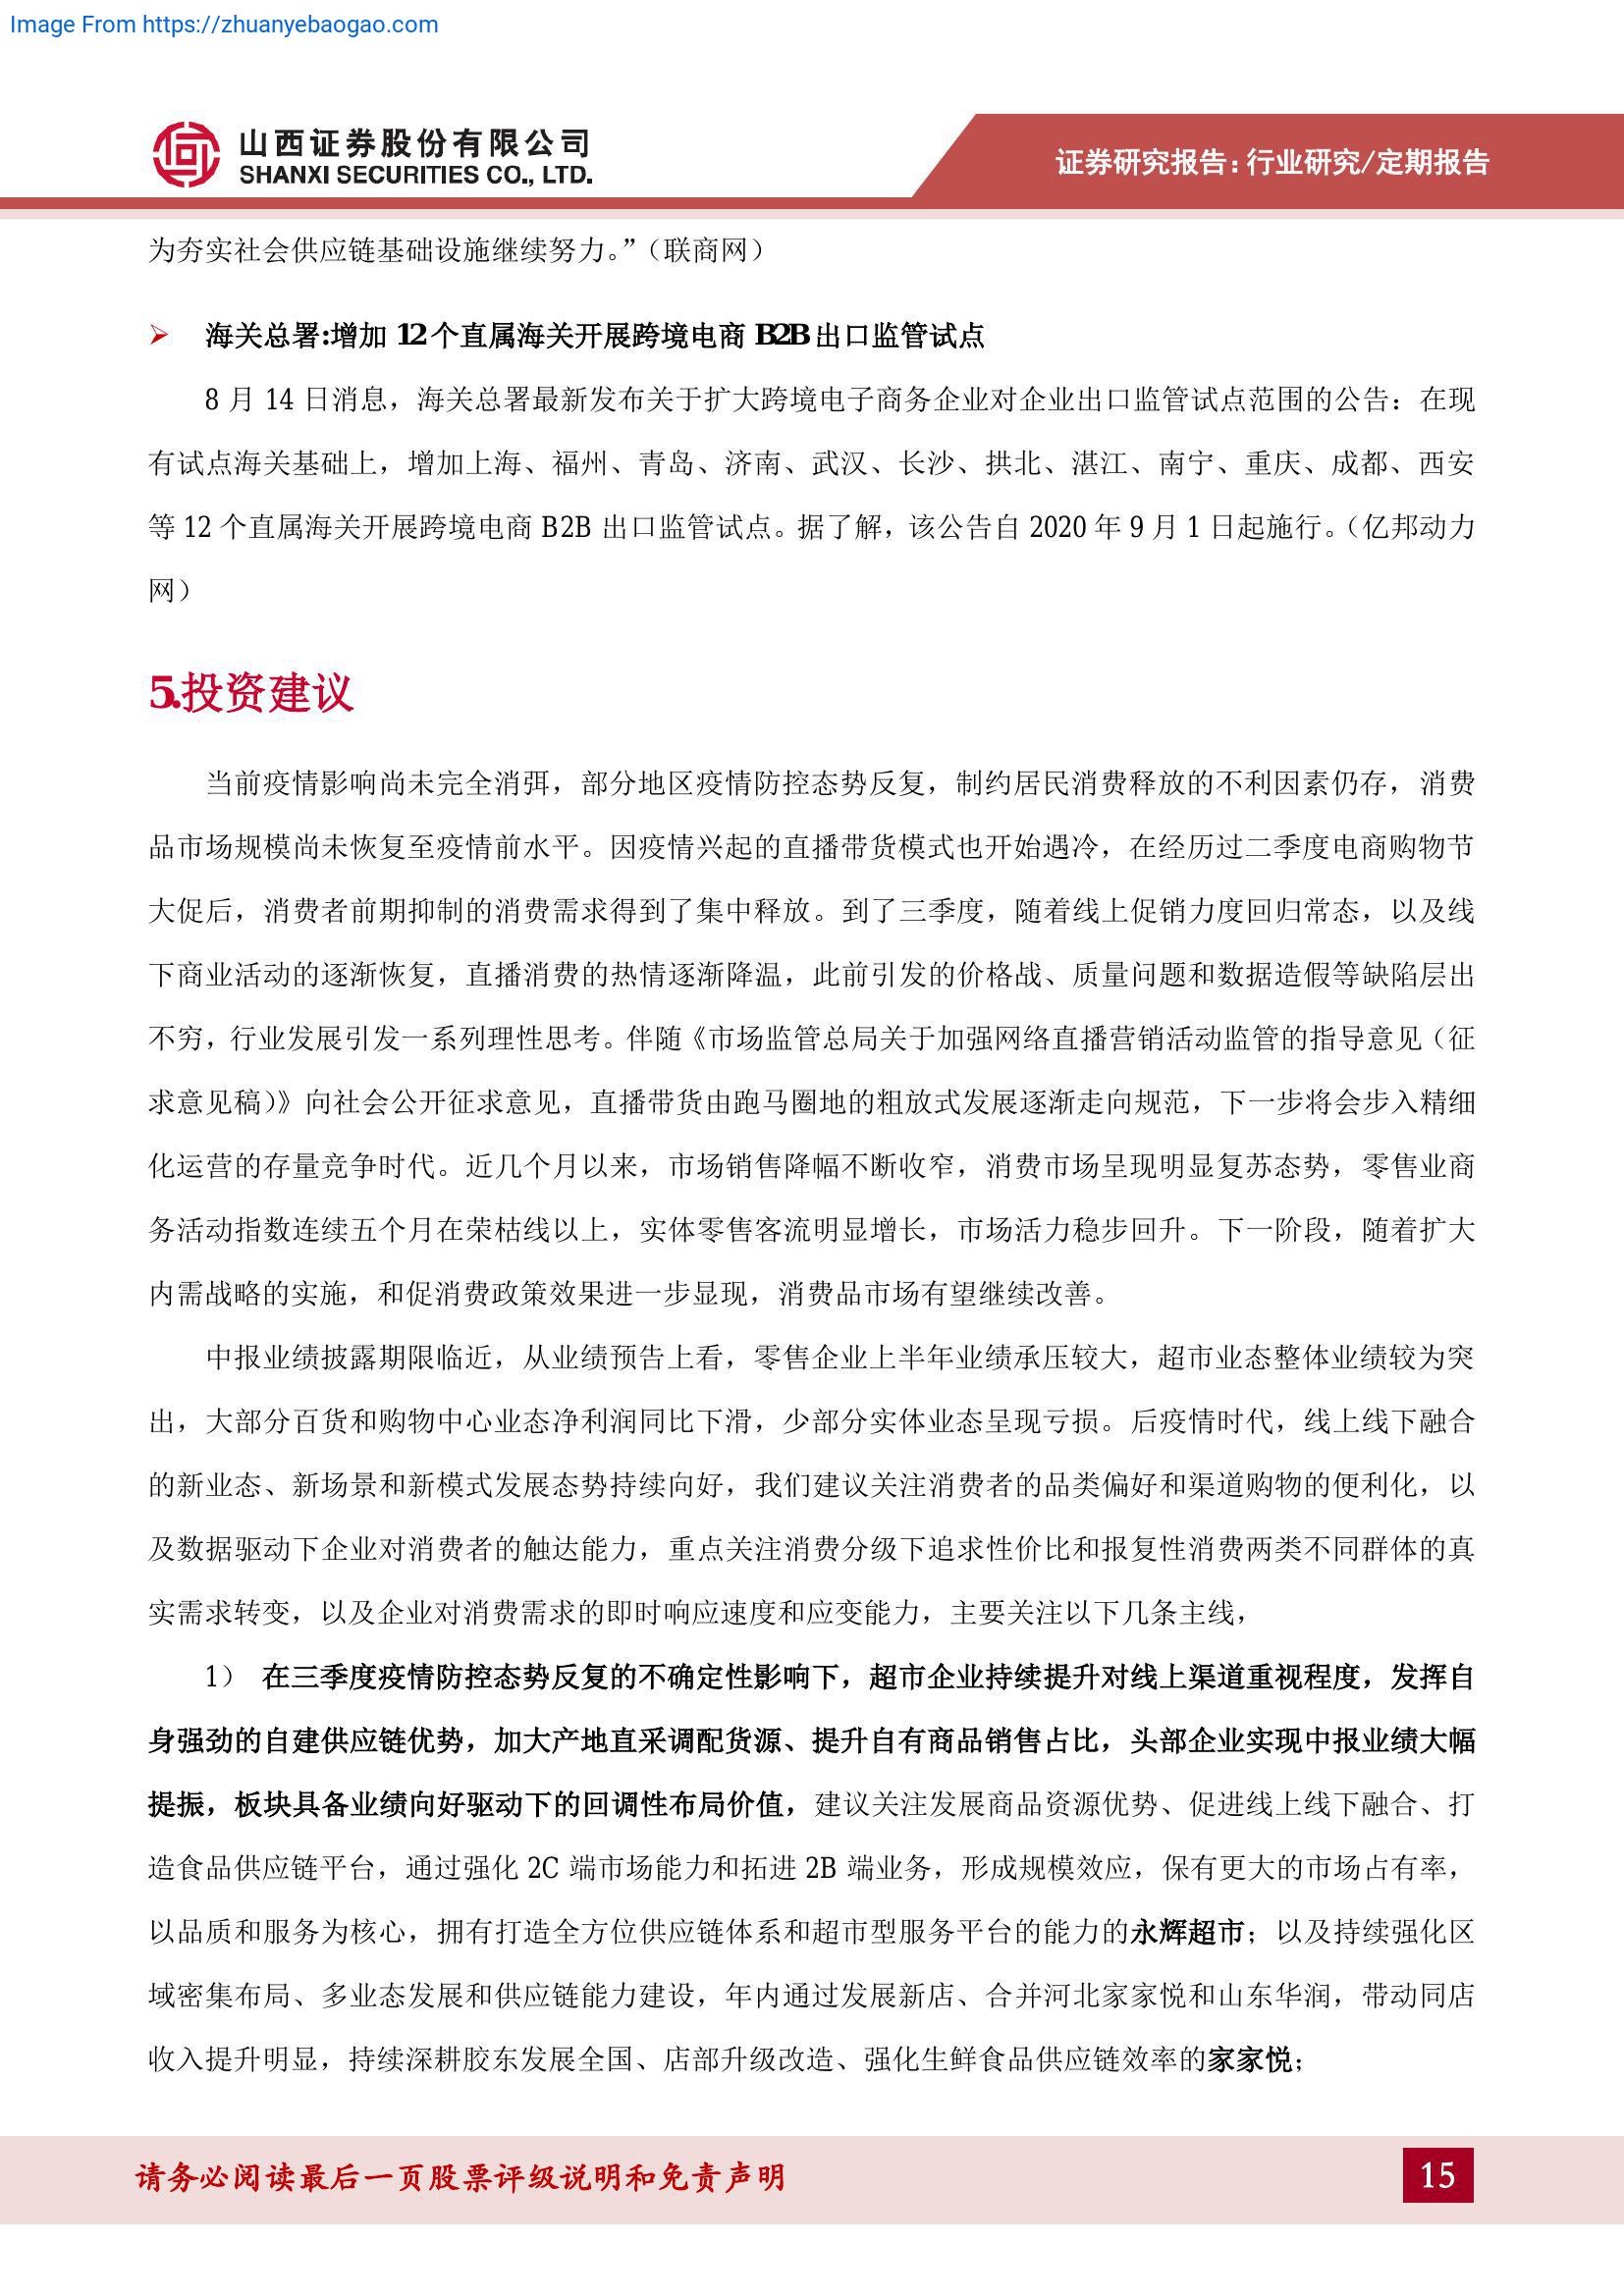 Image From https://zhuanyebaogao.com
山西证券股份有限公司
SHANXI SECURITIES CO., LTD.
证券研究报告:行业研究/定期报告
为夯实社会供应链基础设施继续努力。”（联商网）
➢ 海关总署:增加 12 个直属海关开展跨境电商 B2B 出口监管试点
8 月 14 日消息，海关总署最新发布关于扩大跨境电子商务企业对企业出口监管试点范围的公告：在现
有试点海关基础上，增加上海、福州、青岛、济南、武汉、长沙、拱北、湛江、南宁、重庆、成都、西安
等 12 个直属海关开展跨境电商 B2B 出口监管试点。据了解，该公告自 2020 年 9 月 1 日起施行。（亿邦动力
网）
5.投资建议
当前疫情影响尚未完全消弭，部分地区疫情防控态势反复，制约居民消费释放的不利因素仍存，消费
品市场规模尚未恢复至疫情前水平。因疫情兴起的直播带货模式也开始遇冷，在经历过二季度电商购物节
大促后，消费者前期抑制的消费需求得到了集中释放。到了三季度，随着线上促销力度回归常态，以及线
下商业活动的逐渐恢复，直播消费的热情逐渐降温，此前引发的价格战、质量问题和数据造假等缺陷层出
不穷，行业发展引发一系列理性思考。伴随《市场监管总局关于加强网络直播营销活动监管的指导意见（征
求意见稿）》向社会公开征求意见，直播带货由跑马圈地的粗放式发展逐渐走向规范，下一步将会步入精细
化运营的存量竞争时代。近几个月以来，市场销售降幅不断收窄，消费市场呈现明显复苏态势，零售业商
务活动指数连续五个月在荣枯线以上，实体零售客流明显增长，市场活力稳步回升。下一阶段，随着扩大
内需战略的实施，和促消费政策效果进一步显现，消费品市场有望继续改善。
中报业绩披露期限临近，从业绩预告上看，零售企业上半年业绩承压较大，超市业态整体业绩较为突
出，大部分百货和购物中心业态净利润同比下滑，少部分实体业态呈现亏损。后疫情时代，线上线下融合
的新业态、新场景和新模式发展态势持续向好，我们建议关注消费者的品类偏好和渠道购物的便利化，以
及数据驱动下企业对消费者的触达能力，重点关注消费分级下追求性价比和报复性消费两类不同群体的真
实需求转变，以及企业对消费需求的即时响应速度和应变能力，主要关注以下几条主线，
1） 在三季度疫情防控态势反复的不确定性影响下，超市企业持续提升对线上渠道重视程度，发挥自
身强劲的自建供应链优势，加大产地直采调配货源、提升自有商品销售占比，头部企业实现中报业绩大幅
提振，板块具备业绩向好驱动下的回调性布局价值，建议关注发展商品资源优势、促进线上线下融合、打
造食品供应链平台，通过强化 2C 端市场能力和拓进 2B 端业务，形成规模效应，保有更大的市场占有率，
以品质和服务为核心，拥有打造全方位供应链体系和超市型服务平台的能力的永辉超市；以及持续强化区
域密集布局、多业态发展和供应链能力建设，年内通过发展新店、合并河北家家悦和山东华润，带动同店
收入提升明显，持续深耕胶东发展全国、店部升级改造、强化生鲜食品供应链效率的家家悦；
请务必阅读最后一页股票评级说明和免责声明
15